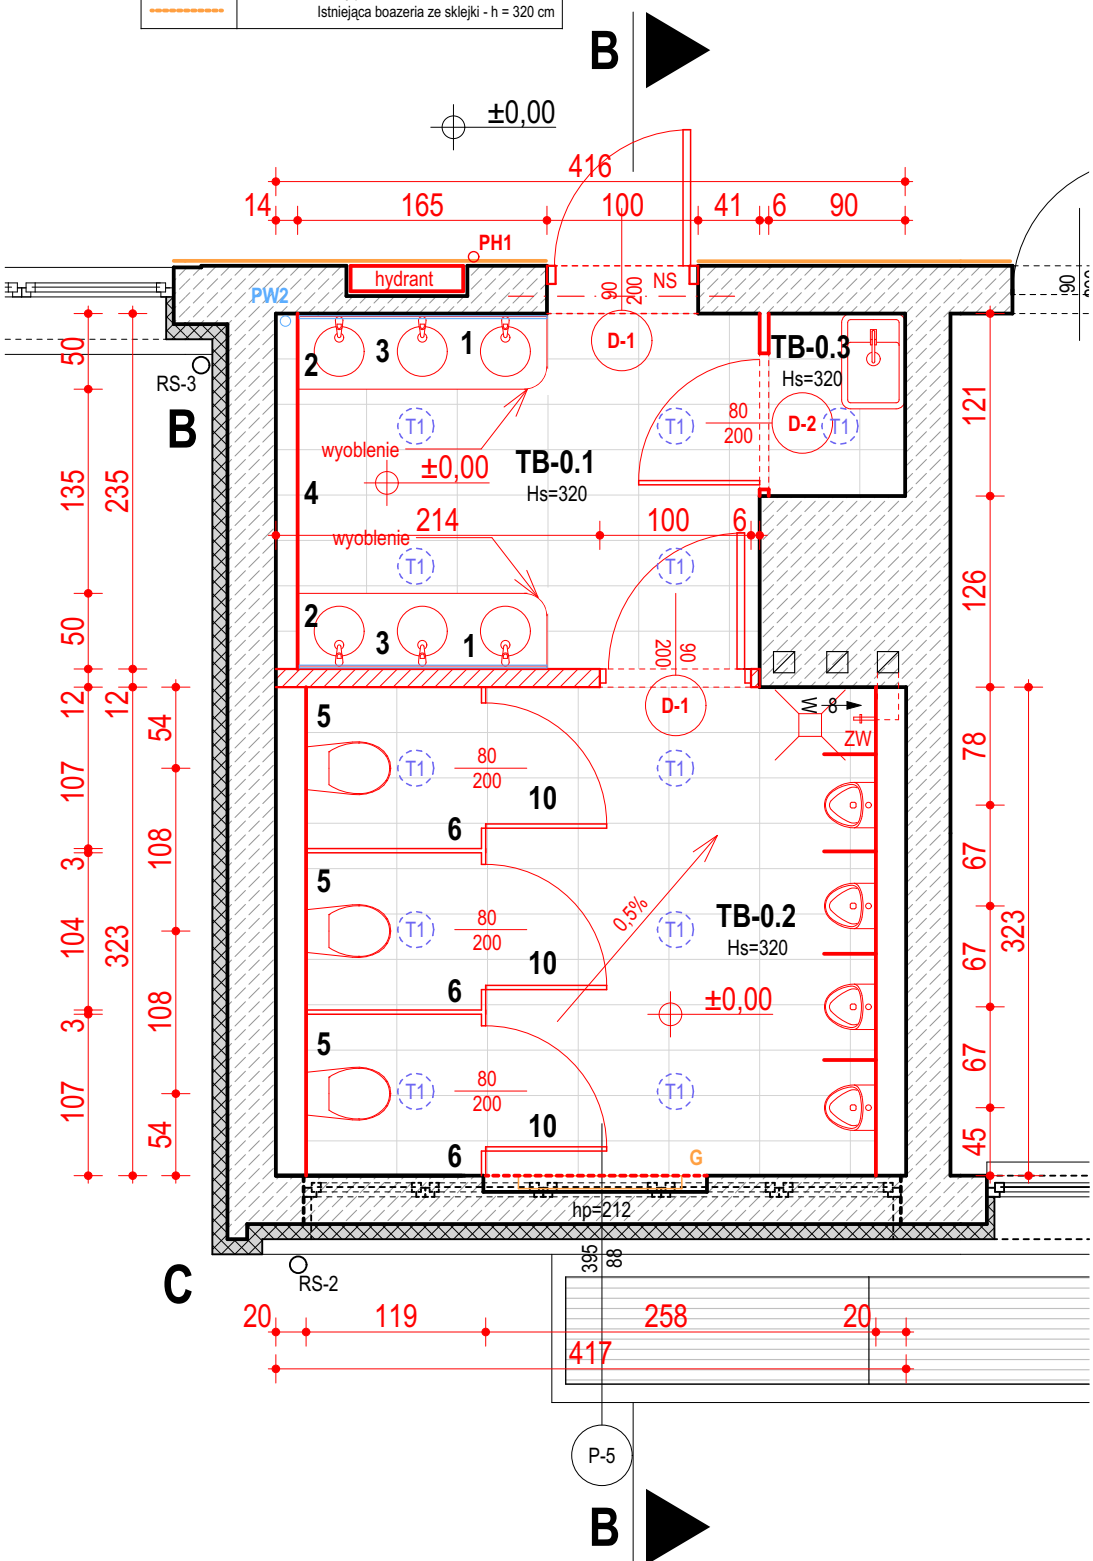 Istniejąca boazeria ze sklejki - h = 320 cm
B
±0,00
416
14 165 100 41 6 90
PH1
hydrant
90
200
NS
90
PW2
D-1
TB-0.3
Hs=320
2 3 1
50
RS-3
B
80
200
D-2
T1
T1 T1
121
wyoblenie
±0,00
TB-0.1
Hs=320
4
135
235
214 100 6
wyoblenie
T1 T1
126
2 3 1
50
90
200
12
12
D-1
5
54
W
8
ZW
78
80
200
T1 T1
107
10
6
3
108
67
5
80
200
T1 T1
0,5%
TB-0.2
Hs=320
104
323
67
323
10
6
3
108
±0,00
5
67
80
200
T1 T1
107
54
10
6
45
G
hp=212
395
88
C
RS-2
20 119 258 20
417
P-5
B